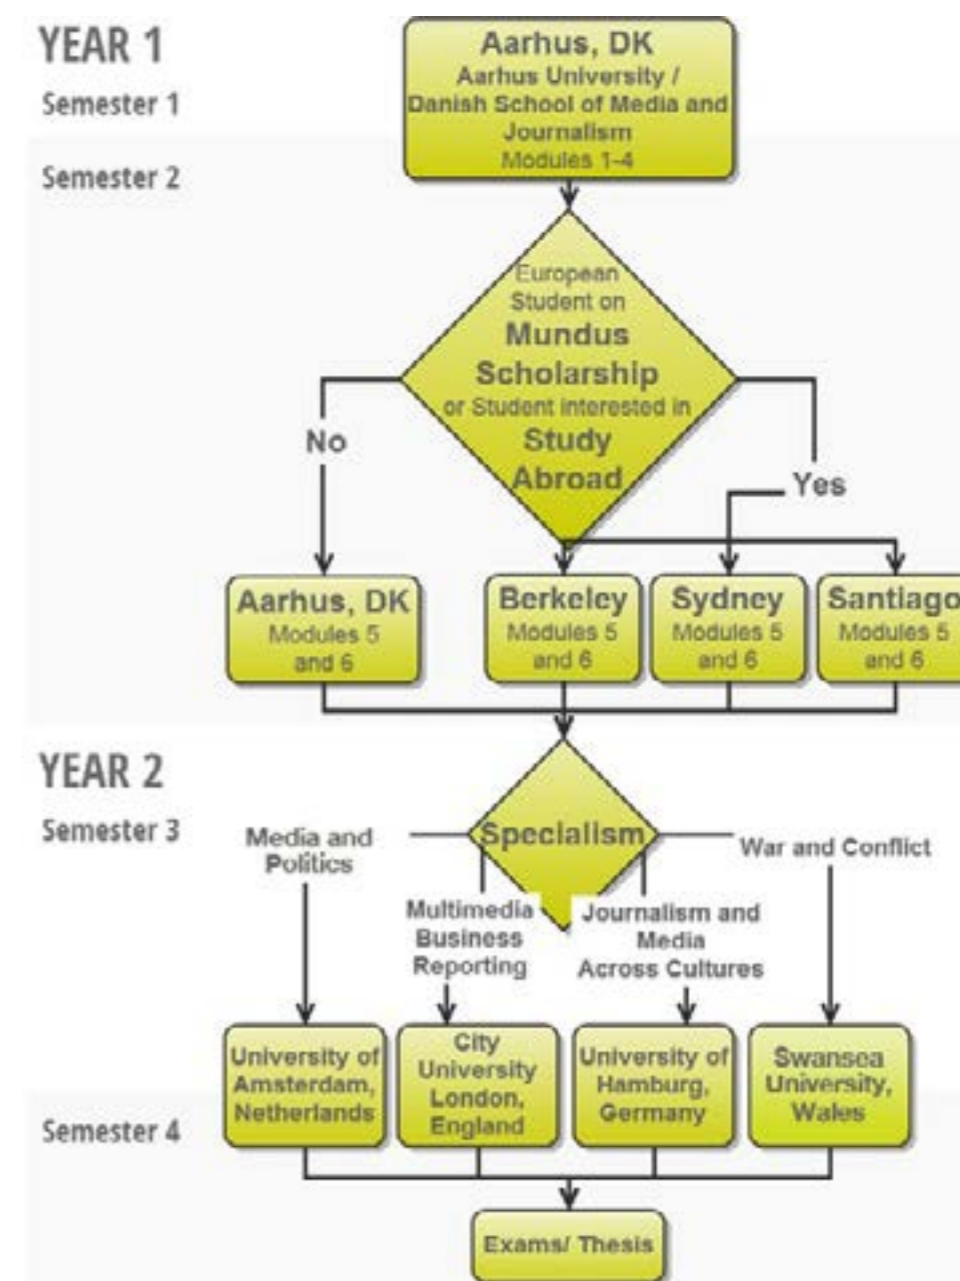 YEAR 1
Semester 1
Aarhus, DK
Aarhus University /
Danish School of Media and
Journalism
Modules 1-4
Semester 2
European
Student on
Mundus
Scholarship
or Student interested in
Study
Abroad
No
Yes
Aarhus, DK
Modules 5
and 6
Berkeley
Modules 5
and 6
Sydney
Modules 5
and 6
Santiago
Modules 5
and 6
YEAR 2
Semester 3
Specialism
Media and
Politics
Multimedia
Business
Reporting
Journalism and
Media
Across Cultures
War and Conflict
University of
Amsterdam,
Netherlands
City
University
London,
England
University of
Hamburg,
Germany
Swansea
University,
Wales
Semester 4
Exams/ Thesis